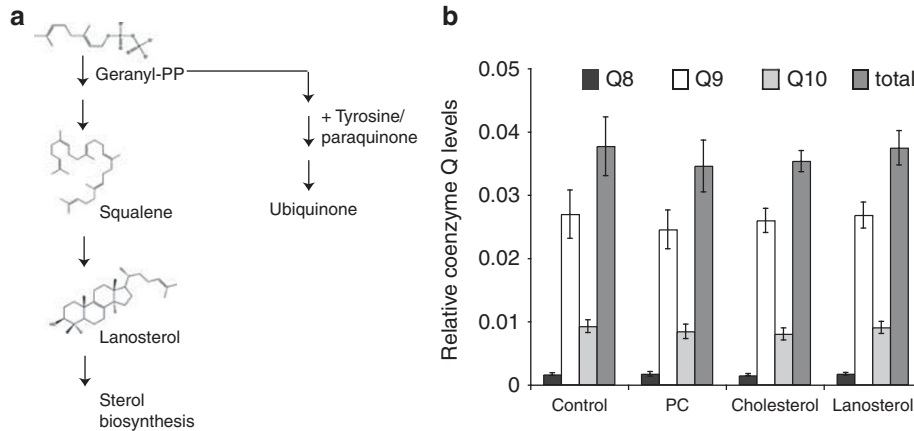 a
Geranyl-PP
+ Tyrosine/
paraquinone
Ubiquinone
Squalene
Lanosterol
Sterol
biosynthesis
b
Q8 Q9 Q10 total
Relative coenzyme Q levels
0.05
0.04
0.03
0.02
0.01
0
Control PC Cholesterol Lanosterol